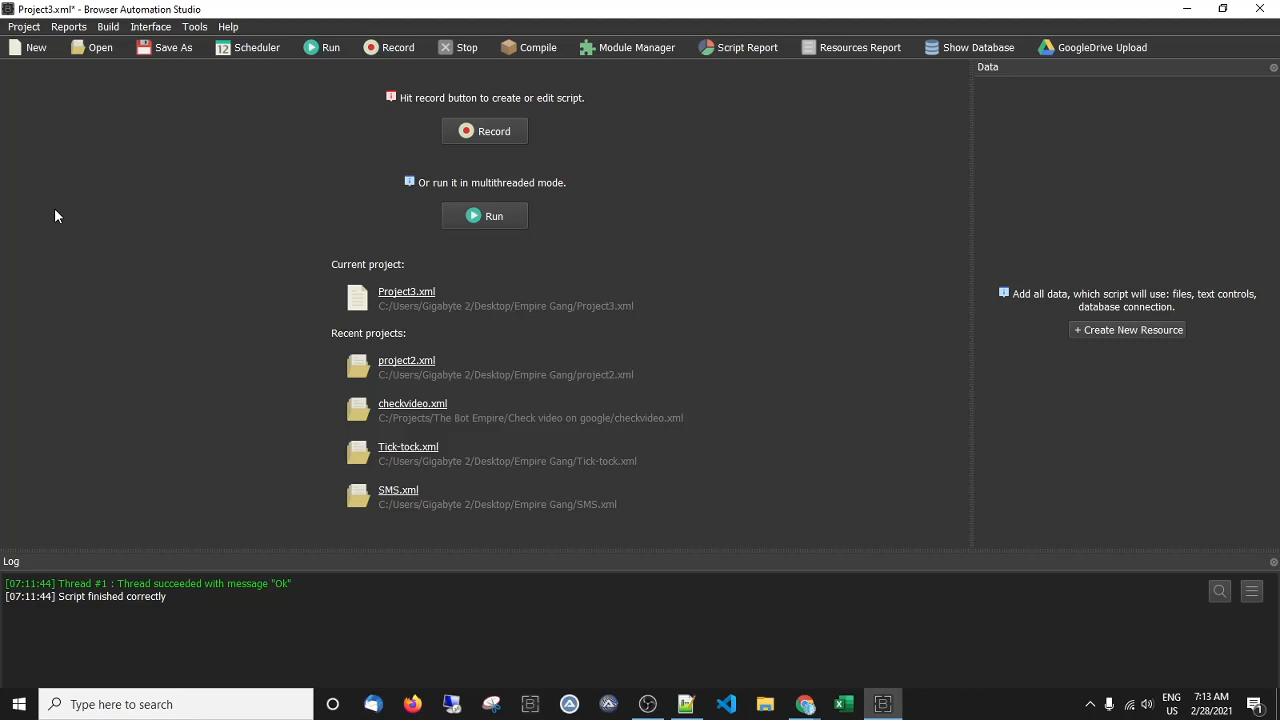 Project3.xml* - Browser Automation Studio
Project Reports Build Interface Tools Help
New Open Save As 12 Scheduler Run Record Stop Compile Module Manager Script Report Resources Report Show Database GoogleDrive Upload
Data
Hit record button to create or edit script.
Record
Or run it in multithreaded mode.
Run
Current project:
Project3.xml
C:/Users/Gigabyte 2/Desktop/Empire Gang/Project3.xml
Recent projects:
project2.xml
C:/Users/Gigabyte 2/Desktop/Empire Gang/project2.xml
checkvideo.xml
C:/Projects/The Bot Empire/Check video on google/checkvideo.xml
Tick-tock.xml
C:/Users/Gigabyte 2/Desktop/Empire Gang/Tick-tock.xml
SMS.xml
C:/Users/Gigabyte 2/Desktop/Empire Gang/SMS.xml
Add all data, which script will use: files, text controls,
database connection.
+ Create New Resource
Log
[07:11:44] Thread #1 : Thread succeeded with message "Ok"
[07:11:44] Script finished correctly
Type here to search
ENG
US
7:13 AM
2/28/2021
1